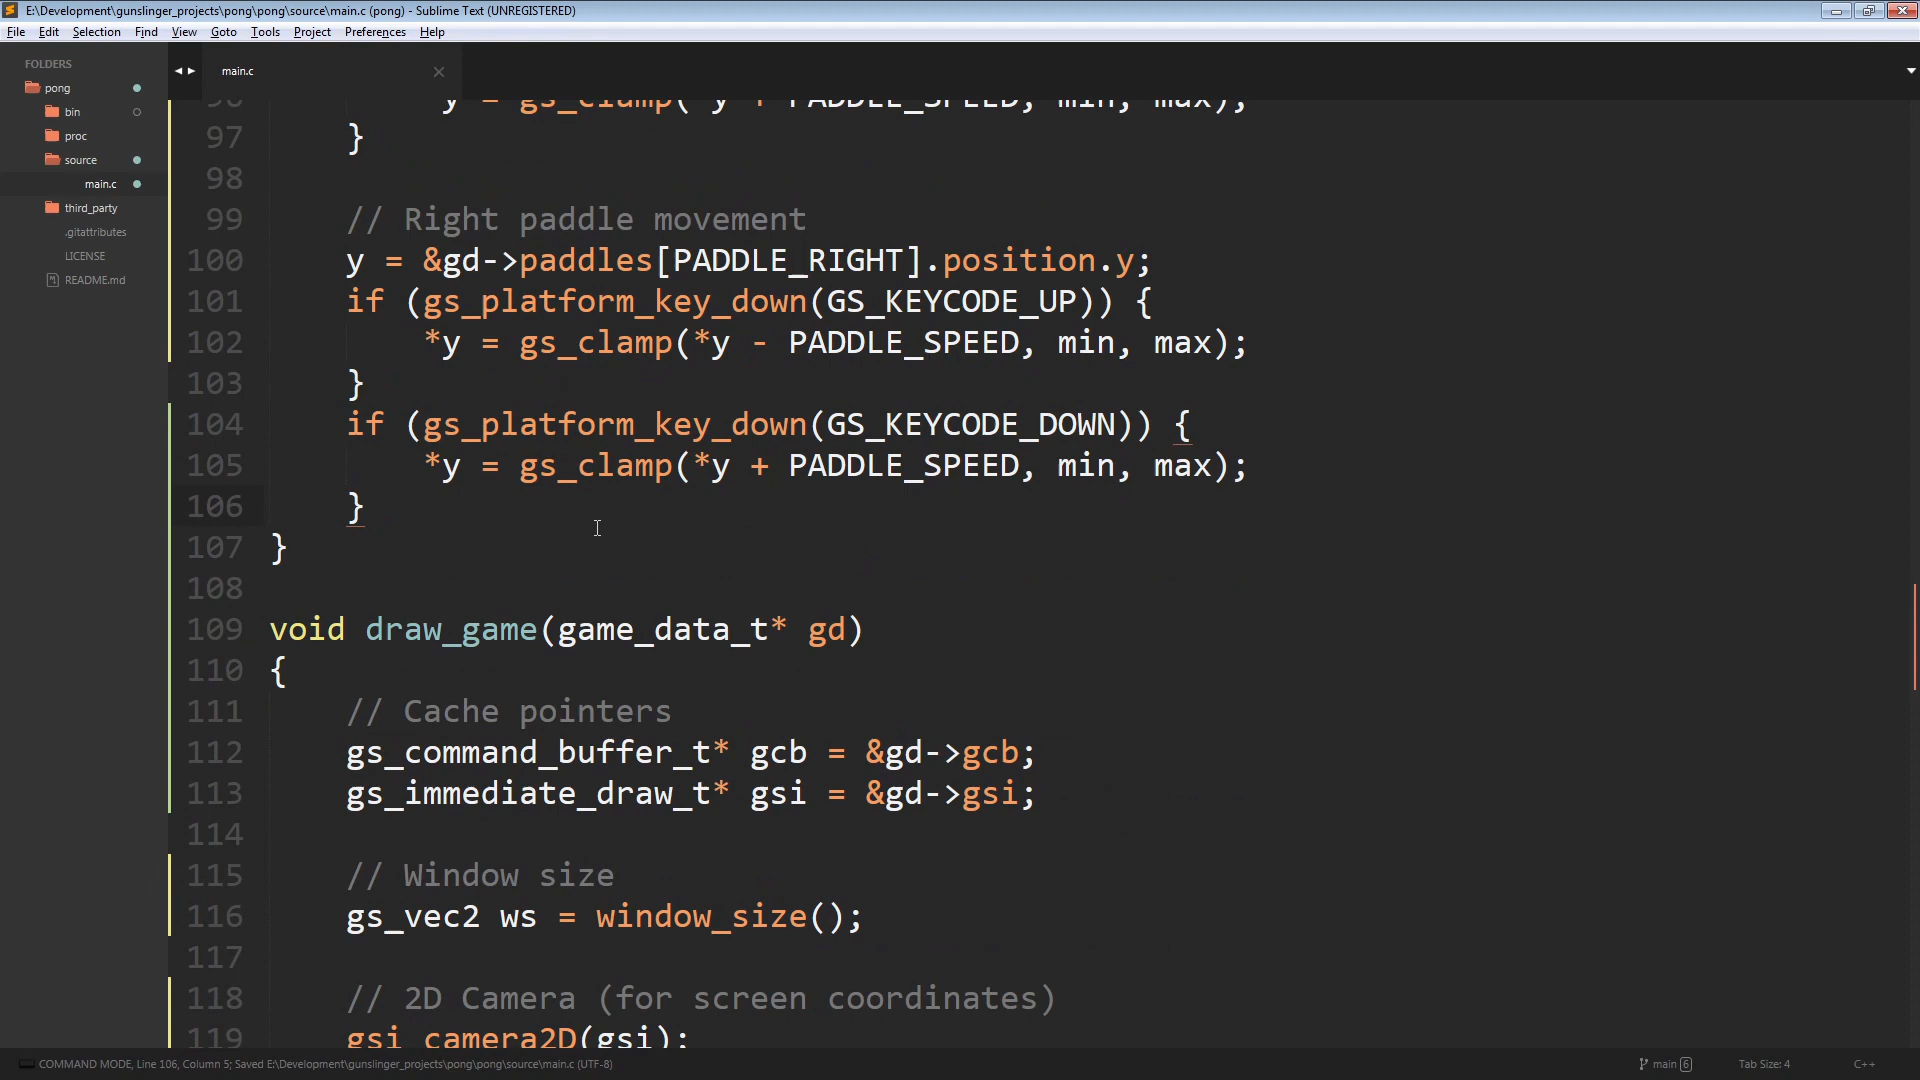 E:\Development\gunslinger_projects\pong\pong\source\main.c (pong) - Sublime Text (UNREGISTERED)
File Edit Selection Find View Goto Tools Project Preferences Help
FOLDERS
pong
bin
proc
source
main.c
third_party
.gitattributes
LICENSE
README.md
main.c
96 *y = gs_clamp(*y + PADDLE_SPEED, min, max);
97 }
98
99 // Right paddle movement
100 y = &gd->paddles[PADDLE_RIGHT].position.y;
101 if (gs_platform_key_down(GS_KEYCODE_UP)) {
102 *y = gs_clamp(*y - PADDLE_SPEED, min, max);
103 }
104 if (gs_platform_key_down(GS_KEYCODE_DOWN)) {
105 *y = gs_clamp(*y + PADDLE_SPEED, min, max);
106 }
107 }
108
109 void draw_game(game_data_t* gd)
110 {
111 // Cache pointers
112 gs_command_buffer_t* gcb = &gd->gcb;
113 gs_immediate_draw_t* gsi = &gd->gsi;
114
115 // Window size
116 gs_vec2 ws = window_size();
117
118 // 2D Camera (for screen coordinates)
119 gsi_camera2D(gsi);
COMMAND MODE, Line 106, Column 5; Saved E:\Development\gunslinger_projects\pong\pong\source\main.c (UTF-8)
main 6
Tab Size: 4
C++